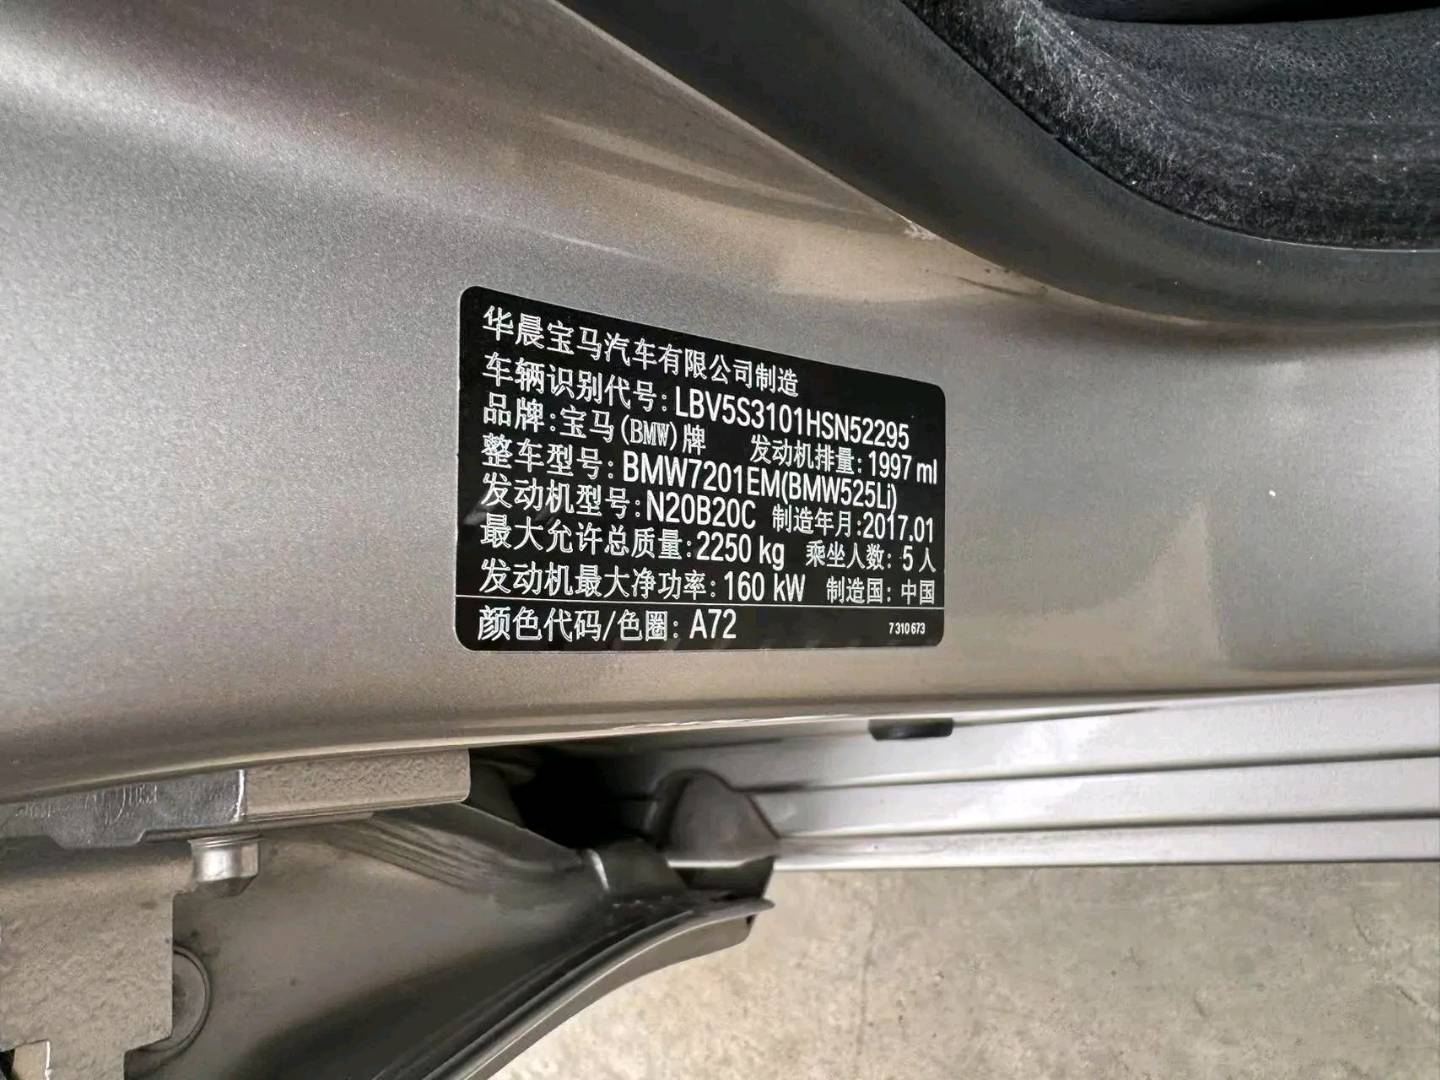 华晨宝马汽车有限公司制造
车辆识别代号：LBV5S3101HSN52295
品牌：宝马(BMW)牌 发动机排量：1997 ml
整车型号：BMW7201EM(BMW525Li)
发动机型号：N20B20C 制造年月：2017.01
最大允许总质量：2250 kg 乘坐人数：5人
发动机最大净功率：160 kW 制造国：中国
颜色代码/色圈：A72 7310673